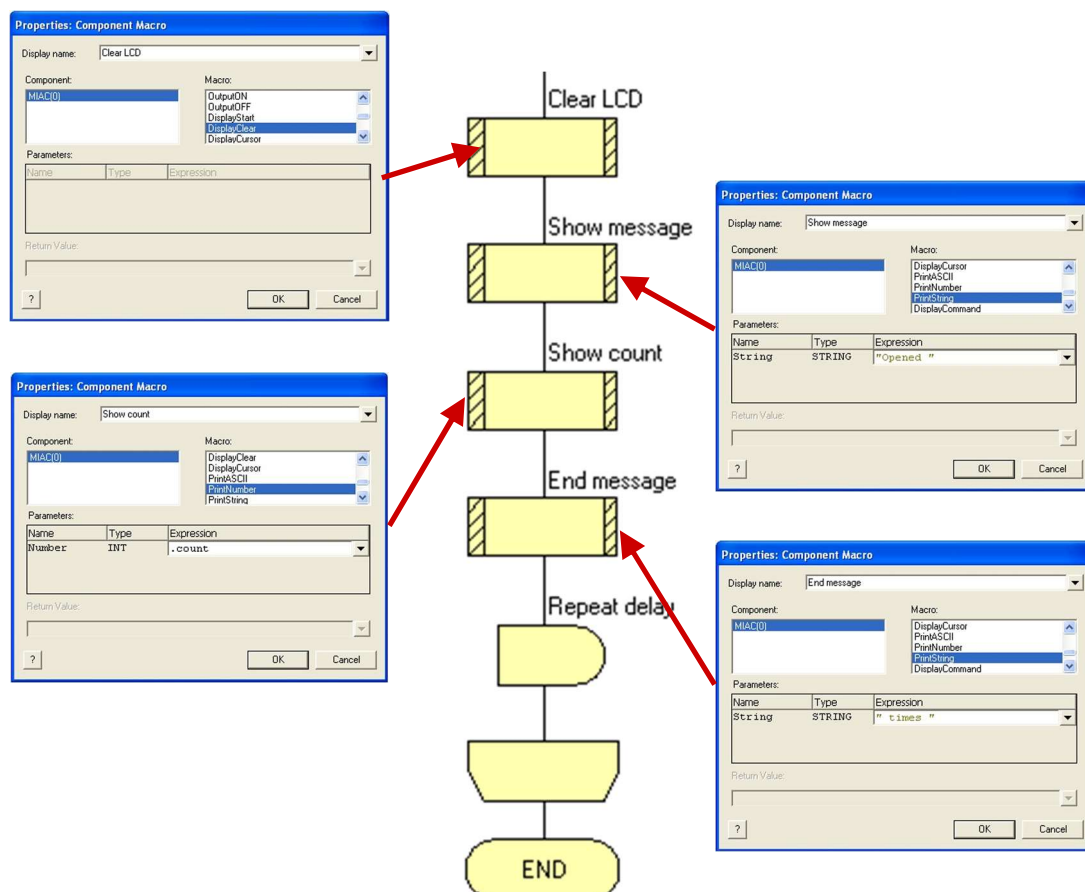 Properties: Component Macro
Display name: Clear LCD
Component: Macro:
MIAC(0)
OutputON
OutputOFF
DisplayStart
DisplayClear
DisplayCursor
Parameters:
Name Type Expression
Return Value:
? OK Cancel
Clear LCD
Show message
Show count
End message
Repeat delay
END
Properties: Component Macro
Display name: Show message
Component: Macro:
MIAC(0)
DisplayCursor
PrintASCII
PrintNumber
PrintString
DisplayCommand
Parameters:
Name Type Expression
String STRING "Opened "
Return Value:
? OK Cancel
Properties: Component Macro
Display name: Show count
Component: Macro:
MIAC(0)
DisplayClear
DisplayCursor
PrintASCII
PrintNumber
PrintString
Parameters:
Name Type Expression
Number INT .count
Return Value:
? OK Cancel
Properties: Component Macro
Display name: End message
Component: Macro:
MIAC(0)
DisplayCursor
PrintASCII
PrintNumber
PrintString
DisplayCommand
Parameters:
Name Type Expression
String STRING " times "
Return Value:
? OK Cancel